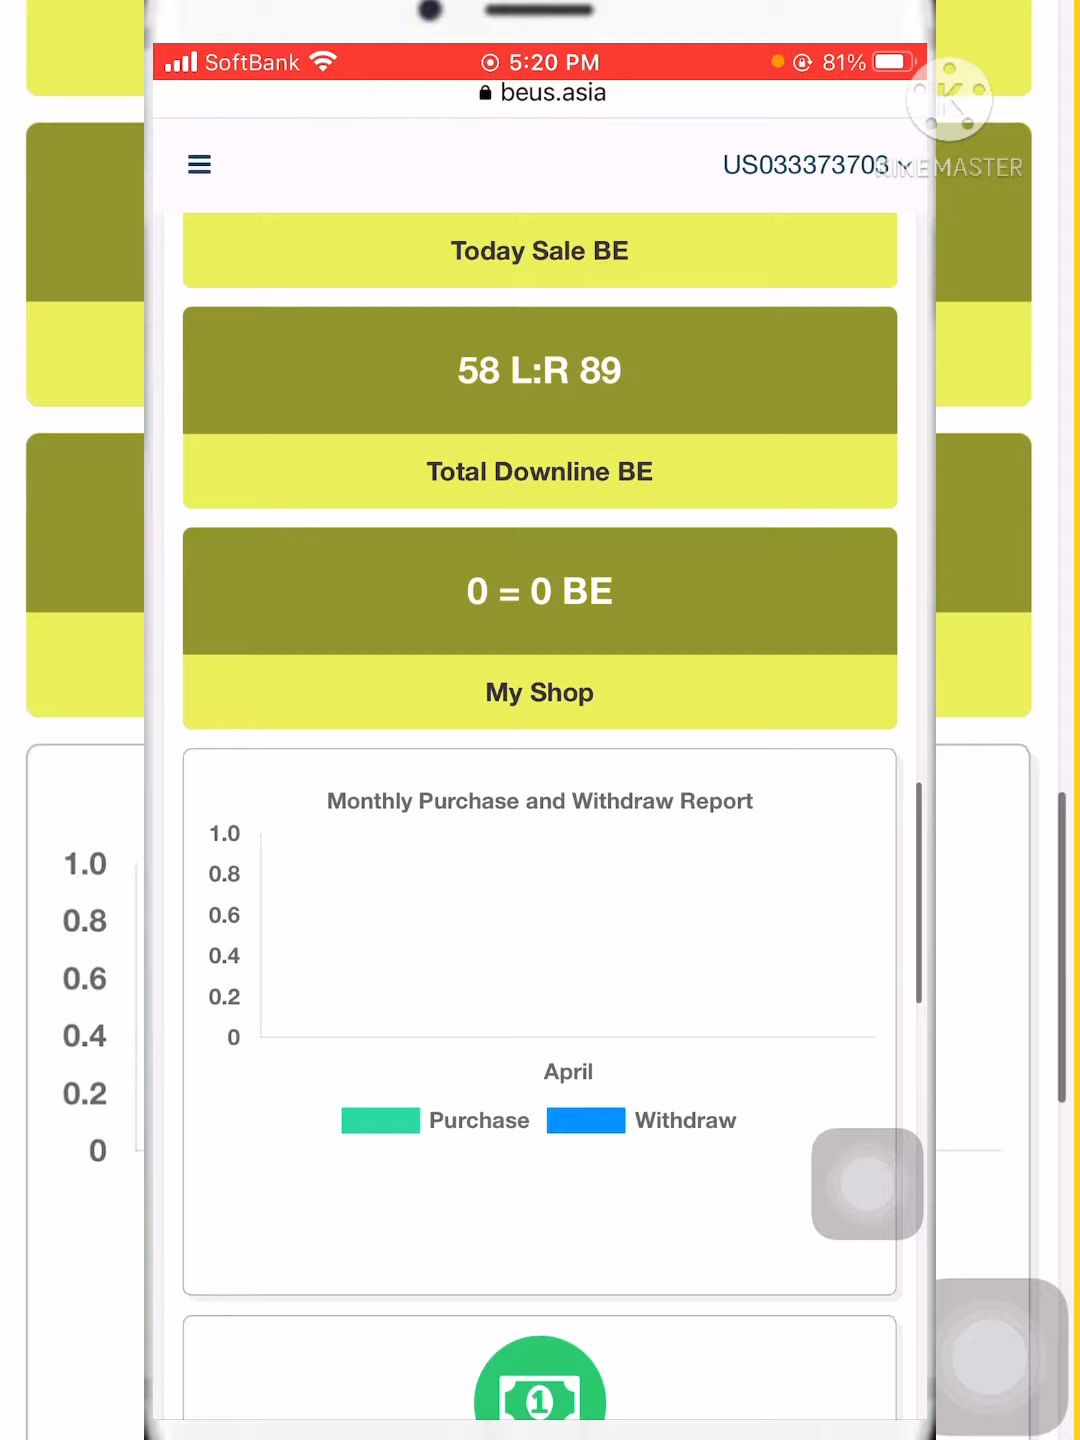 SoftBank 5:20 PM 81%
beus.asia
US033373703
KINEMASTER
Today Sale BE
58 L:R 89
Total Downline BE
0 = 0 BE
My Shop
Monthly Purchase and Withdraw Report
1.0
0.8
0.6
0.4
0.2
0
April
Purchase Withdraw
1
1.0
0.8
0.6
0.4
0.2
0